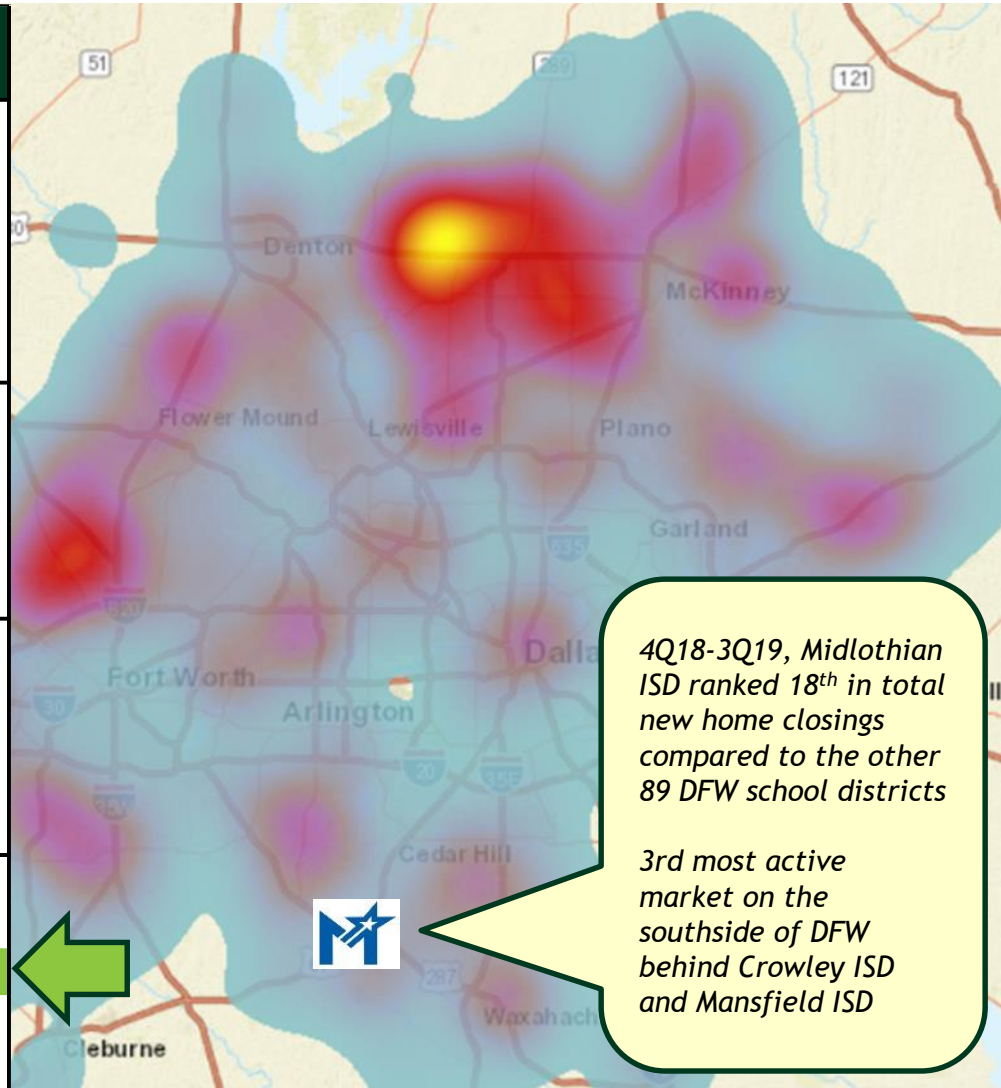 51
289
121
Denton
McKinney
Flower Mound
Lewisville
Plano
Garland
635
820
Dalla
Fort Worth
30
Arlington
20
35E
Cedar Hill
287
Waxahach
Cleburne
4Q18-3Q19, Midlothian
ISD ranked 18th in total
new home closings
compared to the other
89 DFW school districts
3rd most active
market on the
southside of DFW
behind Crowley ISD
and Mansfield ISD
M